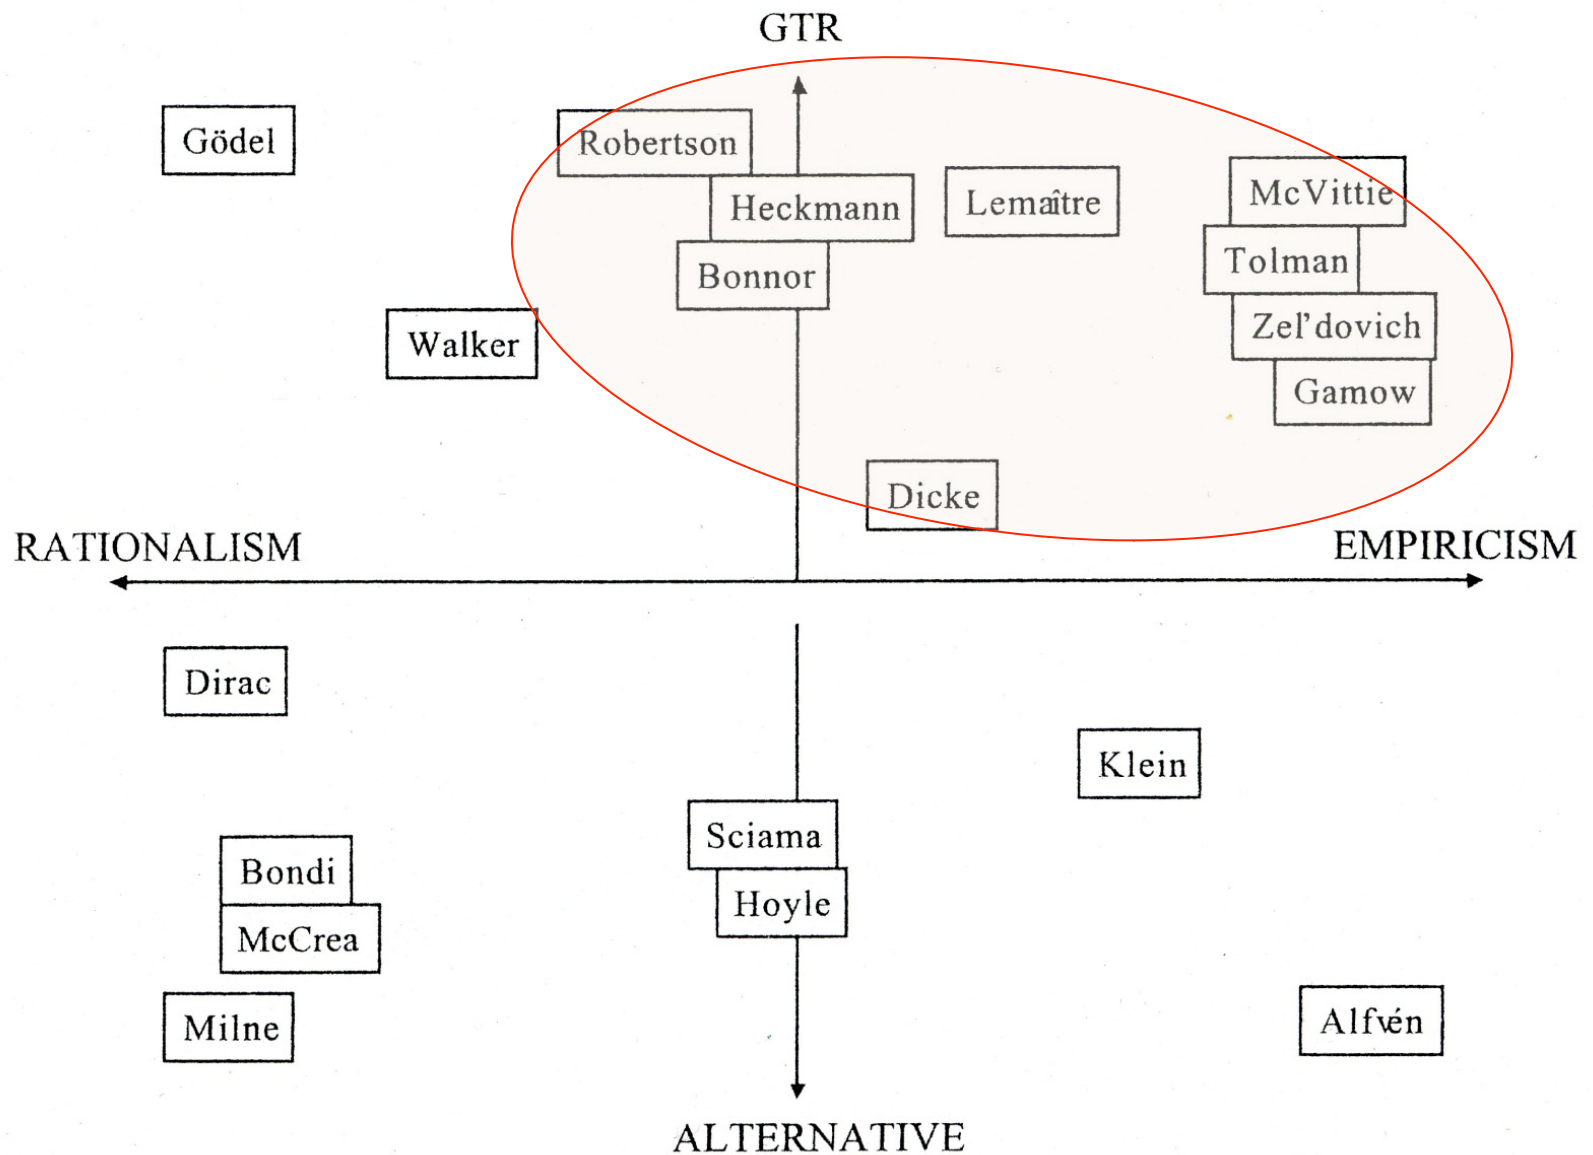 GTR
Gödel
Robertson
Heckmann
Lemaître
McVittie
Bonnor
Tolman
Walker
Zel'dovich
Gamow
Dicke
RATIONALISM
EMPIRICISM
Dirac
Klein
Sciama
Bondi
Hoyle
McCrea
Milne
Alfvén
ALTERNATIVE